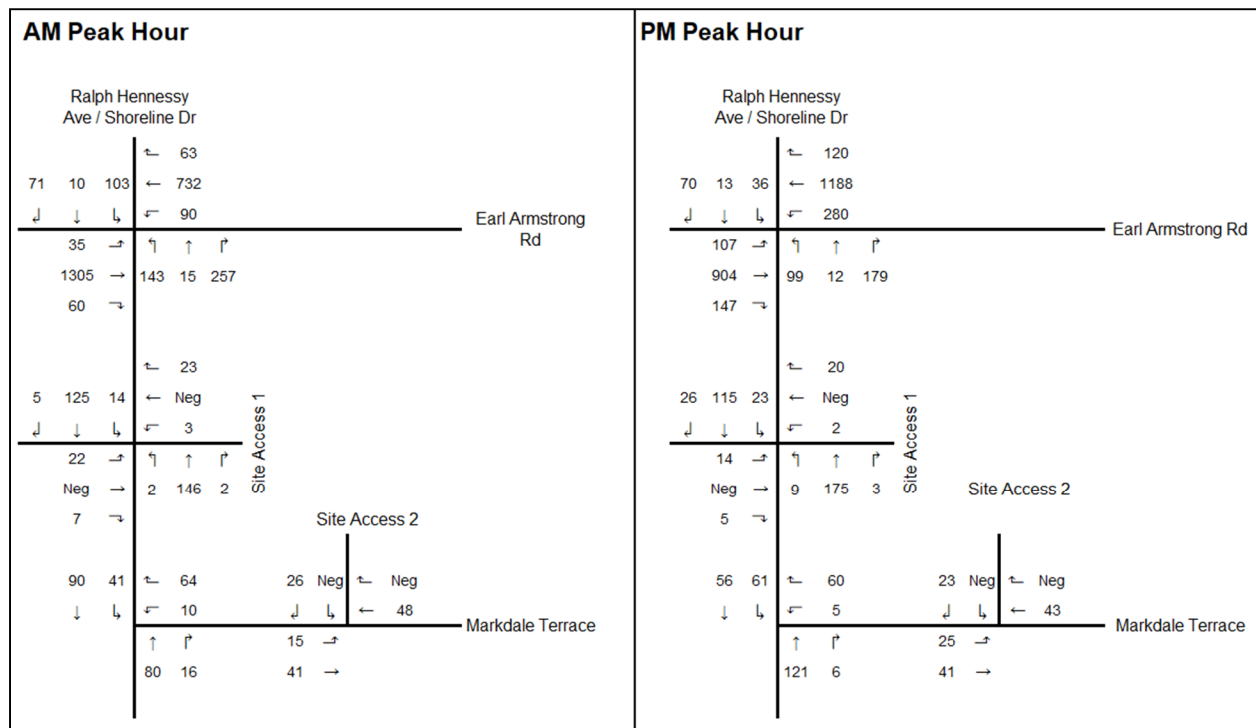 AM Peak Hour
Ralph Hennessy
Ave / Shoreline Dr
63
71 10 103 ← 732
↓ 90
Earl Armstrong
Rd
35 ↑
1305 → 143 15 257
60
23
5 125 14 ← Neg
↓ 3
Site Access 1
22 ↑
Neg → 2 146 2
7
Site Access 2
90 41 64 26 Neg Neg
↓ 10 ← 48
Markdale Terrace
↑ 15
80 16 41 →
PM Peak Hour
Ralph Hennessy
Ave / Shoreline Dr
120
70 13 36 ← 1188
↓ 280
Earl Armstrong Rd
107 ↑
904 → 99 12 179
147
20
26 115 23 ← Neg
↓ 2
Site Access 1
14 ↑
Neg → 9 175 3
5
Site Access 2
56 61 60 23 Neg Neg
↓ 5 ← 43
Markdale Terrace
↑ 25
121 6 41 →